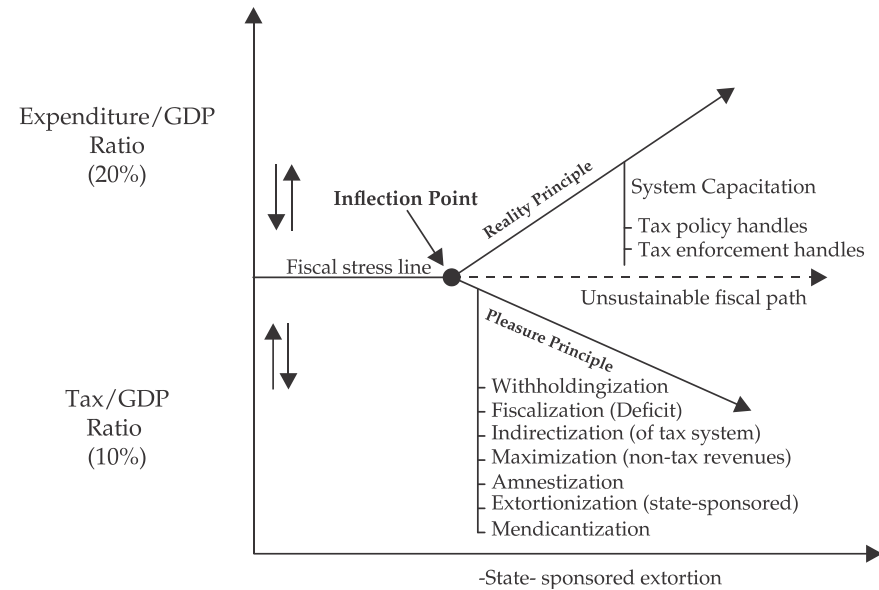 Expenditure/GDP
Ratio
(20%)
Inflection Point
Reality Principle
System Capacitation
Tax policy handles
Tax enforcement handles
Fiscal stress line
Unsustainable fiscal path
Pleasure Principle
Tax/GDP
Ratio
(10%)
Withholdingization
Fiscalization (Deficit)
Indirectization (of tax system)
Maximization (non-tax revenues)
Amnestization
Extortionization (state-sponsored)
Mendicantization
-State- sponsored extortion